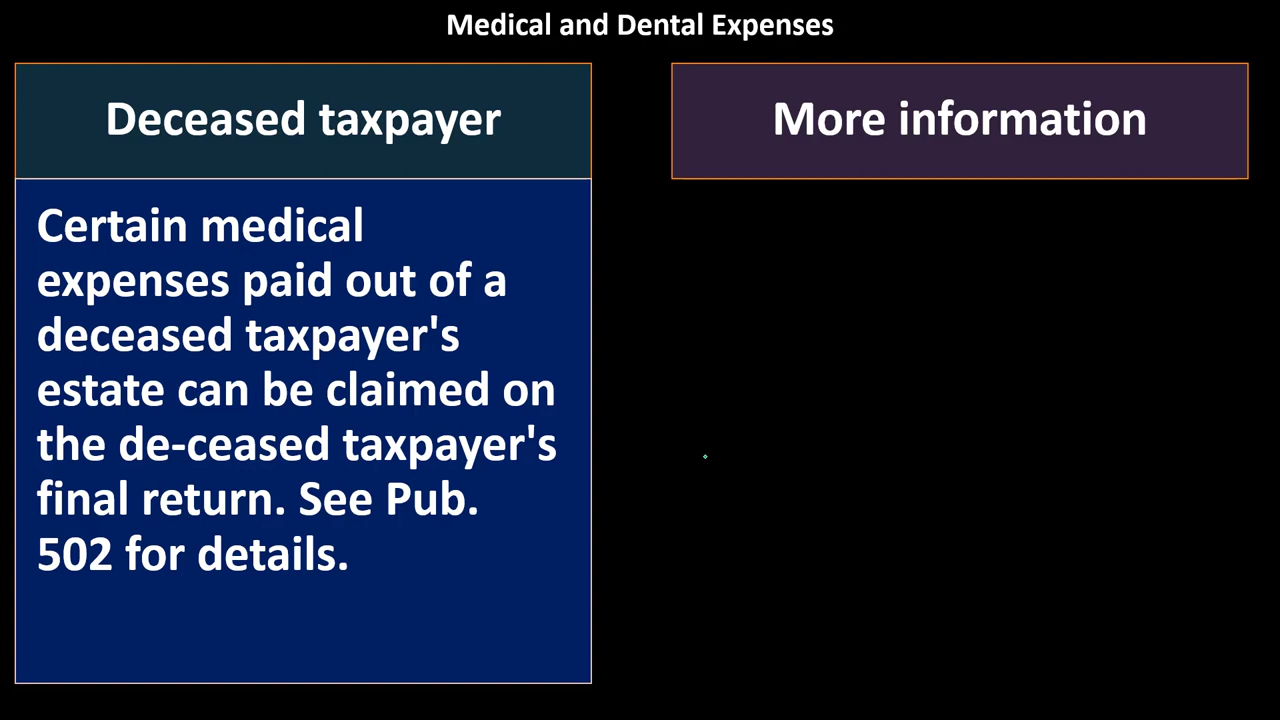 Medical and Dental Expenses
Deceased taxpayer
Certain medical
expenses paid out of a
deceased taxpayer's
estate can be claimed on
the de-ceased taxpayer's
final return. See Pub.
502 for details.
More information